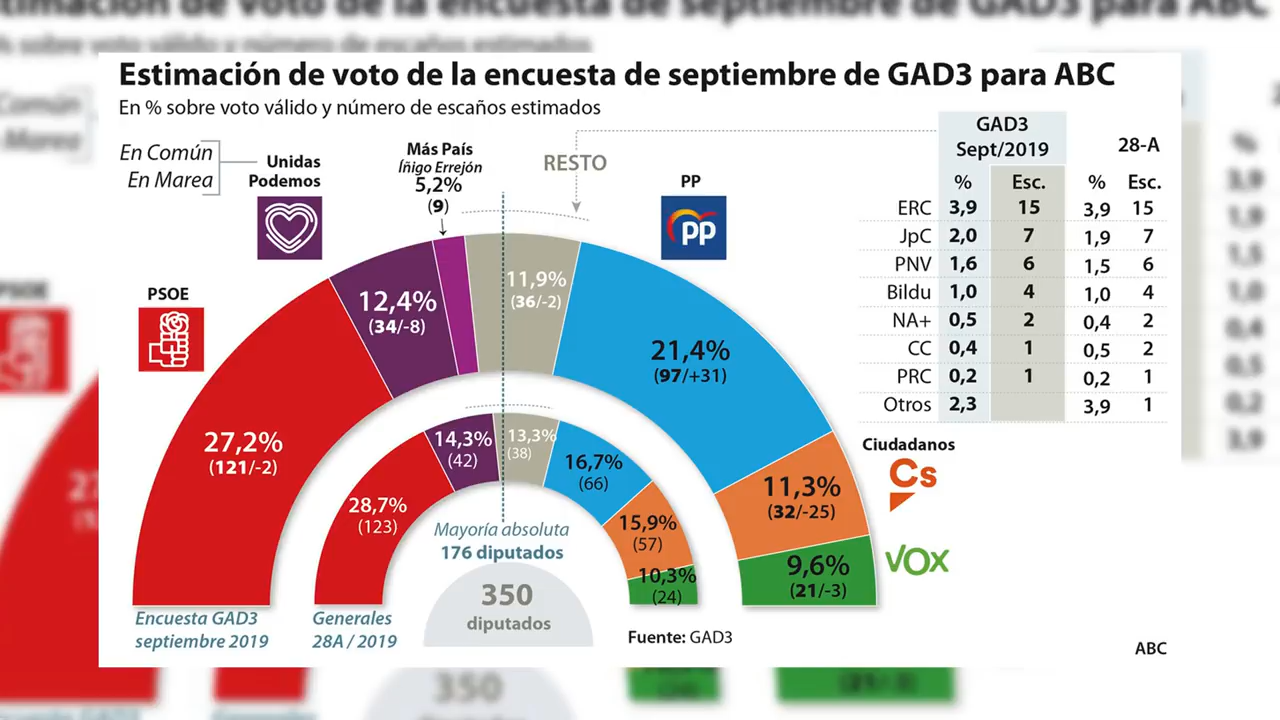 Estimación de voto de la encuesta de septiembre de GAD3 para ABC
En % sobre voto válido y número de escaños estimados
En Común
En Marea
Unidas
Podemos
Más País
Íñigo Errejón
5,2%
(9)
RESTO
PP
pp
PSOE
12,4%
(34/-8)
11,9%
(36/-2)
21,4%
(97/+31)
27,2%
(121/-2)
11,3%
(32/-25)
9,6%
(21/-3)
14,3%
(42)
13,3%
(38)
16,7%
(66)
28,7%
(123)
15,9%
(57)
10,3%
(24)
Mayoría absoluta
176 diputados
350
diputados
Encuesta GAD3
septiembre 2019
Generales
28A / 2019
GAD3
Sept/2019 28-A
% Esc. % Esc.
ERC 3,9 15 3,9 15
JpC 2,0 7 1,9 7
PNV 1,6 6 1,5 6
Bildu 1,0 4 1,0 4
NA+ 0,5 2 0,4 2
CC 0,4 1 0,5 2
PRC 0,2 1 0,2 1
Otros 2,3 3,9 1
Ciudadanos
Cs
VOX
Fuente: GAD3
ABC